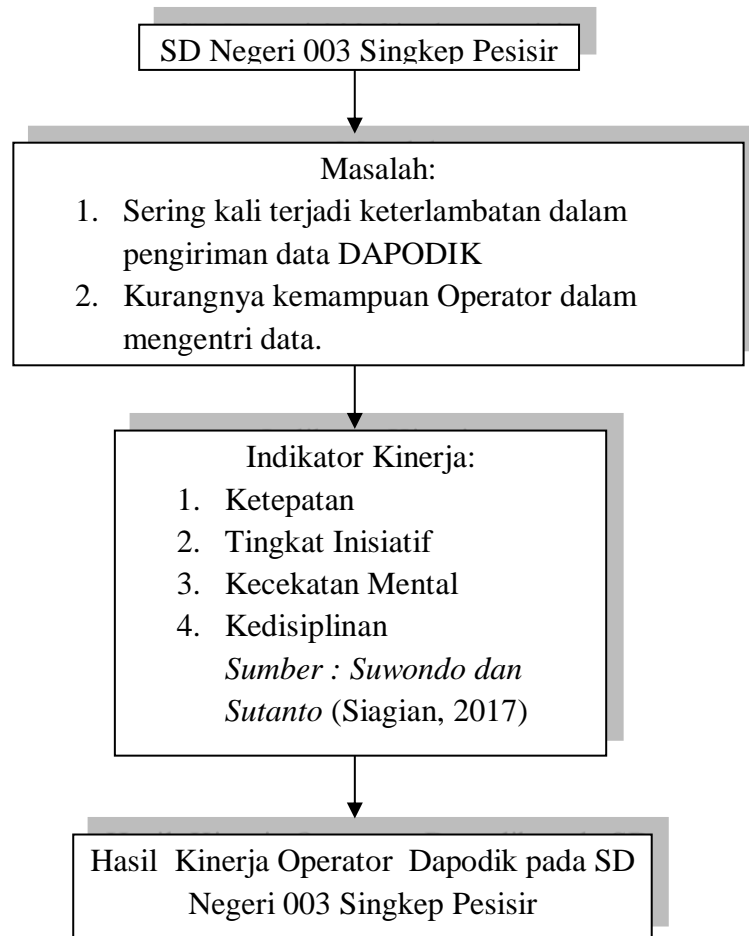 SD Negeri 003 Singkep Pesisir
Masalah:
1. Sering kali terjadi keterlambatan dalam
pengiriman data DAPODIK
2. Kurangnya kemampuan Operator dalam
mengentri data.
Indikator Kinerja:
1. Ketepatan
2. Tingkat Inisiatif
3. Kecekatan Mental
4. Kedisiplinan
Sumber : Suwondo dan
Sutanto (Siagian, 2017)
Hasil Kinerja Operator Dapodik pada SD
Negeri 003 Singkep Pesisir